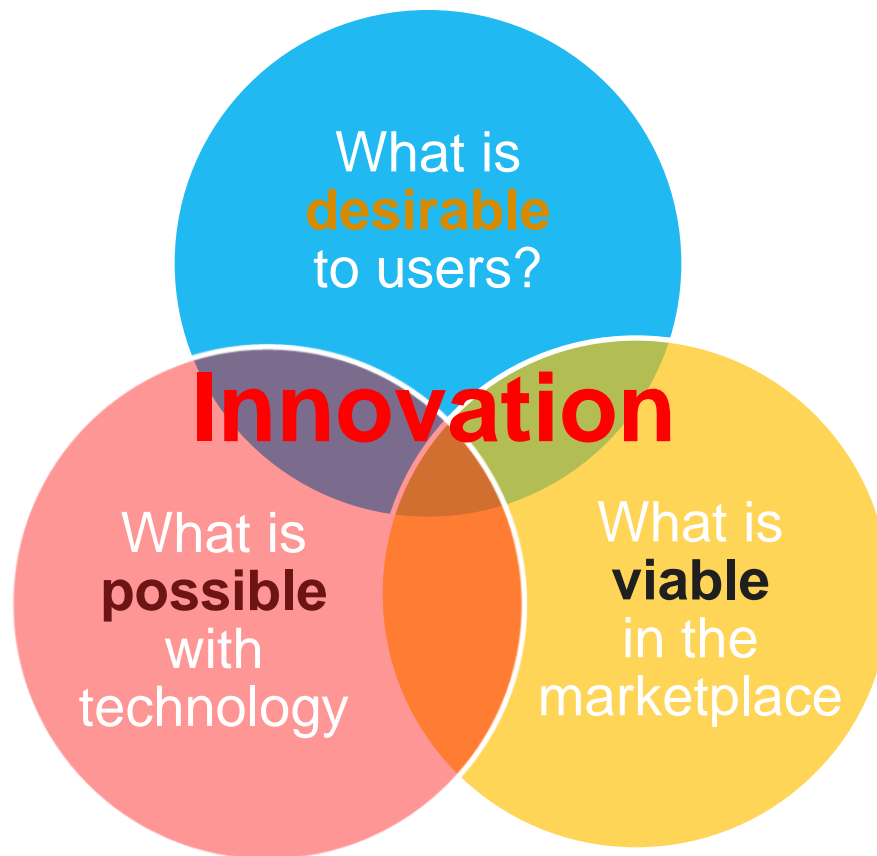 What is
desirable
to users?
Innovation
What is
possible
with
technology
What is
viable
in the
marketplace